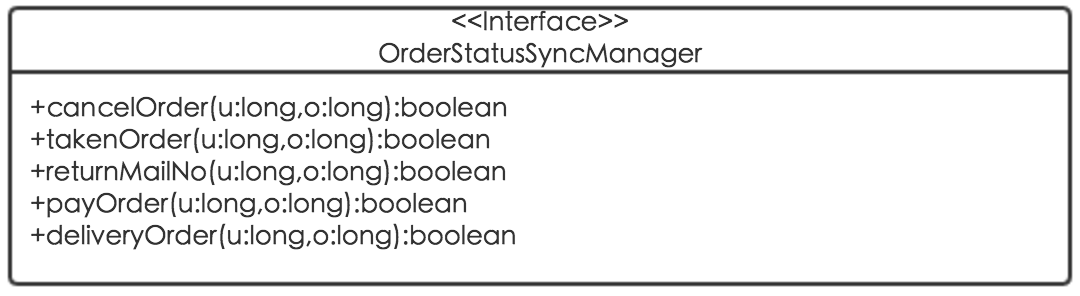 <<Interface>>
OrderStatusSyncManager
+cancelOrder(u:long,o:long):boolean
+takenOrder(u:long,o:long):boolean
+returnMailNo(u:long,o:long):boolean
+payOrder(u:long,o:long):boolean
+deliveryOrder(u:long,o:long):boolean